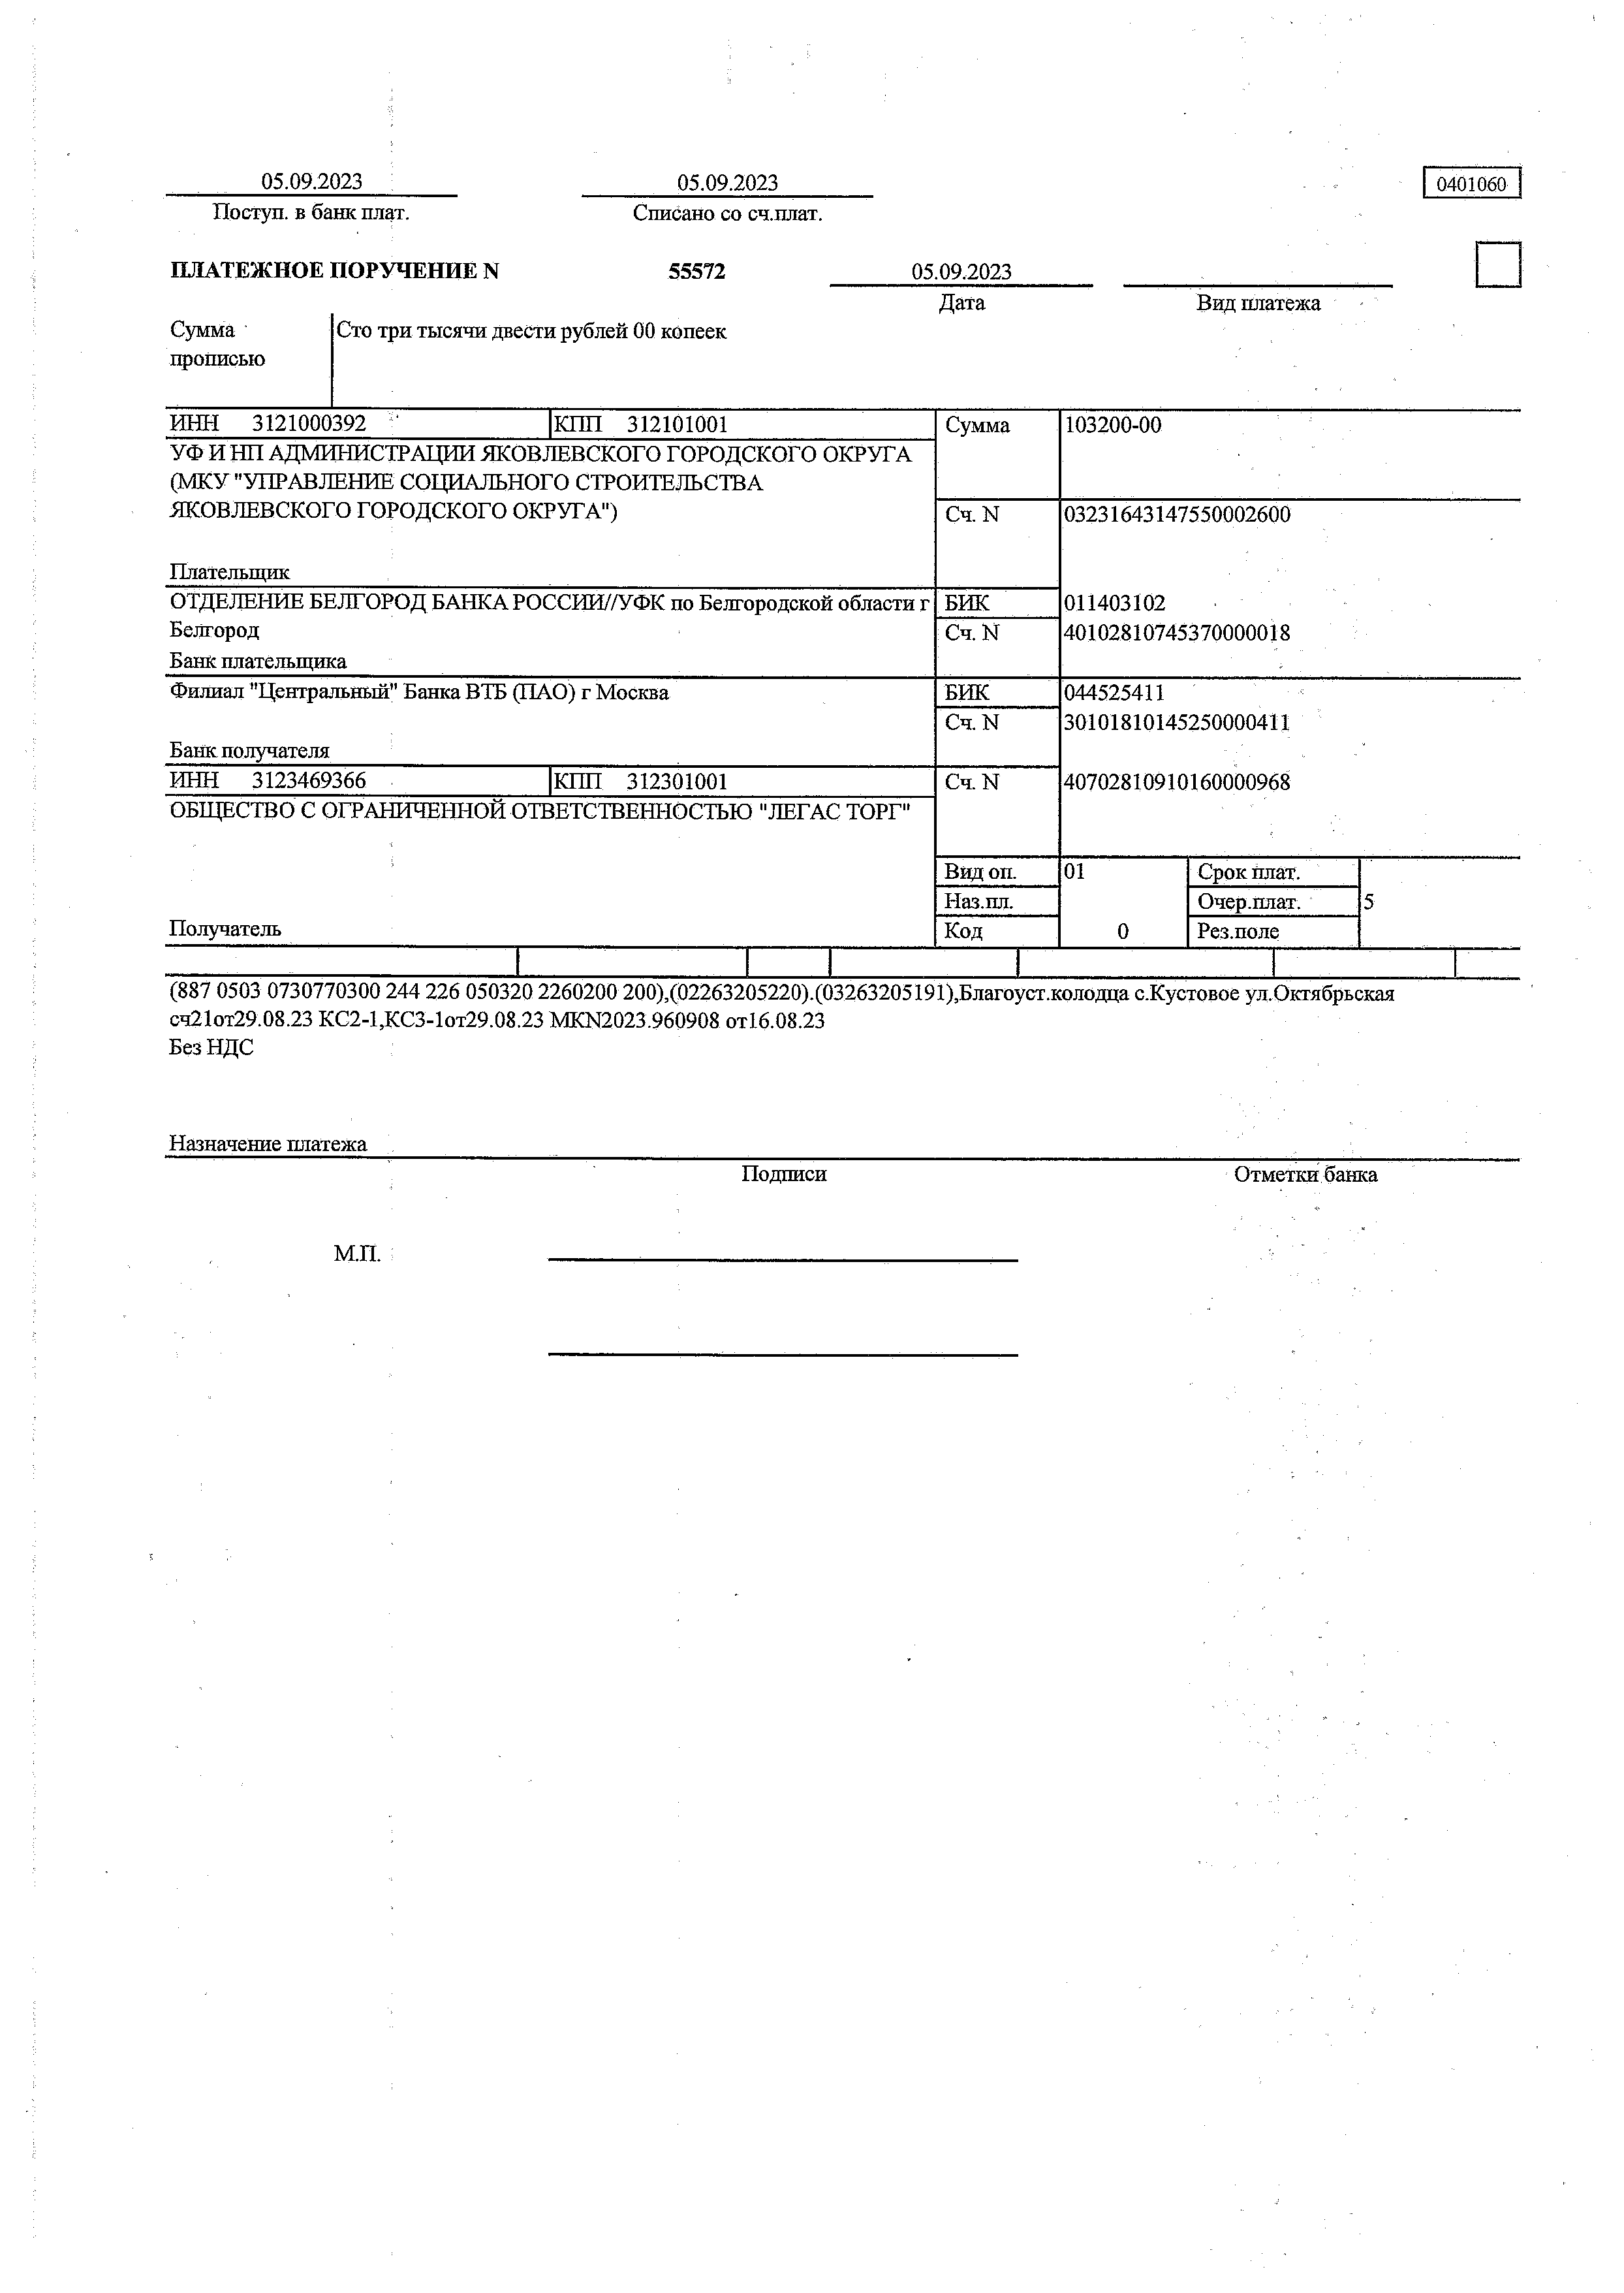 05.09.2023 05.09.2023 0401060
Поступ. в банк плат. Списано со сч.плат.
ПЛАТЕЖНОЕ ПОРУЧЕНИЕ N 55572 05.09.2023
Дата Вид платежа
Сумма Сто три тысячи двести рублей 00 копеек
прописью
ИНН 3121000392 КПП 312101001 Сумма 103200-00
УФ И НП АДМИНИСТРАЦИИ ЯКОВЛЕВСКОГО ГОРОДСКОГО ОКРУГА
(МКУ "УПРАВЛЕНИЕ СОЦИАЛЬНОГО СТРОИТЕЛЬСТВА
ЯКОВЛЕВСКОГО ГОРОДСКОГО ОКРУГА") Сч. N 03231643147550002600
Плательщик
ОТДЕЛЕНИЕ БЕЛГОРОД БАНКА РОССИИ//УФК по Белгородской области г БИК 011403102
Белгород Сч. N 40102810745370000018
Банк плательщика
Филиал "Центральный" Банка ВТБ (ПАО) г Москва БИК 044525411
Сч. N 30101810145250000411
Банк получателя
ИНН 3123469366 КПП 312301001 Сч. N 40702810910160000968
ОБЩЕСТВО С ОГРАНИЧЕННОЙ ОТВЕТСТВЕННОСТЬЮ "ЛЕГАС ТОРГ"
Вид оп. 01 Срок плат.
Наз.пл. Очер.плат. 5
Получатель Код 0 Рез.поле
(887 0503 0730770300 244 226 050320 2260200 200),(02263205220).(03263205191),Благоуст.колодца с.Кустовое ул.Октябрьская
сч21от29.08.23 КС2-1,КС3-1от29.08.23 МКN2023.960908 от16.08.23
Без НДС
Назначение платежа
Подписи Отметки банка
М.П.